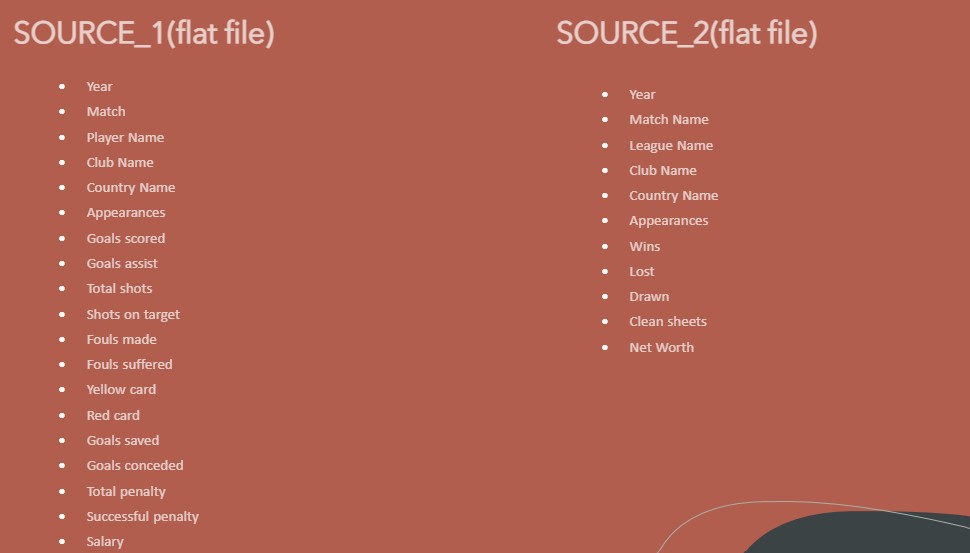 SOURCE_1(flat file)
• Year
• Match
• Player Name
• Club Name
• Country Name
• Appearances
• Goals scored
• Goals assist
• Total shots
• Shots on target
• Fouls made
• Fouls suffered
• Yellow card
• Red card
• Goals saved
• Goals conceded
• Total penalty
• Successful penalty
• Salary
SOURCE_2(flat file)
• Year
• Match Name
• League Name
• Club Name
• Country Name
• Appearances
• Wins
• Lost
• Drawn
• Clean sheets
• Net Worth